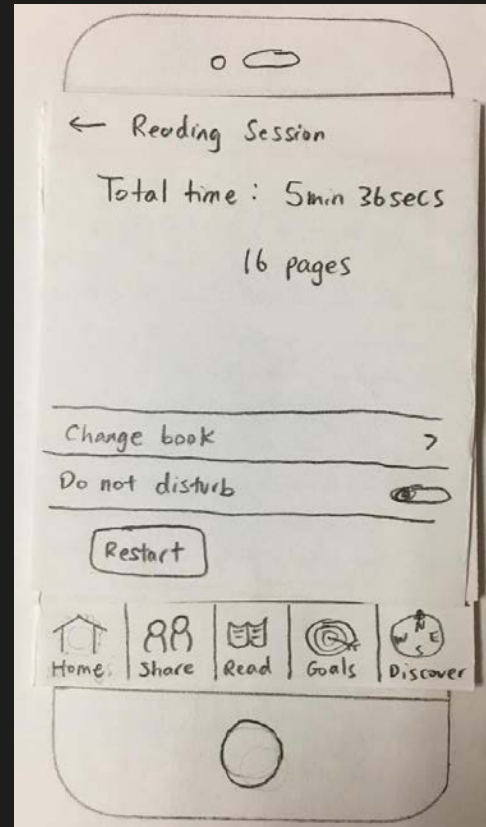 ← Reading Session
Total time : 5min 36secs
16 pages
Change book >
Do not disturb
Restart
N
W E
S
Home Share Read Goals Discover